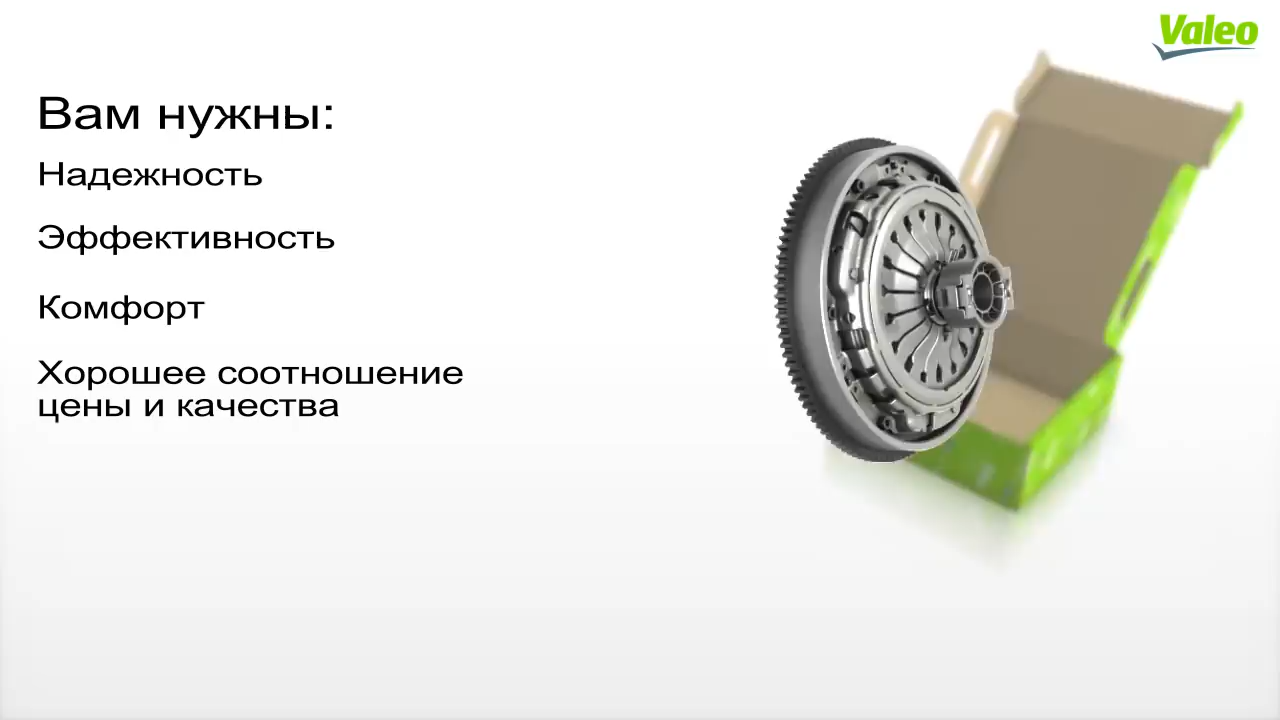 Valeo
Вам нужны:
Надежность
Эффективность
Комфорт
Хорошее соотношение
цены и качества